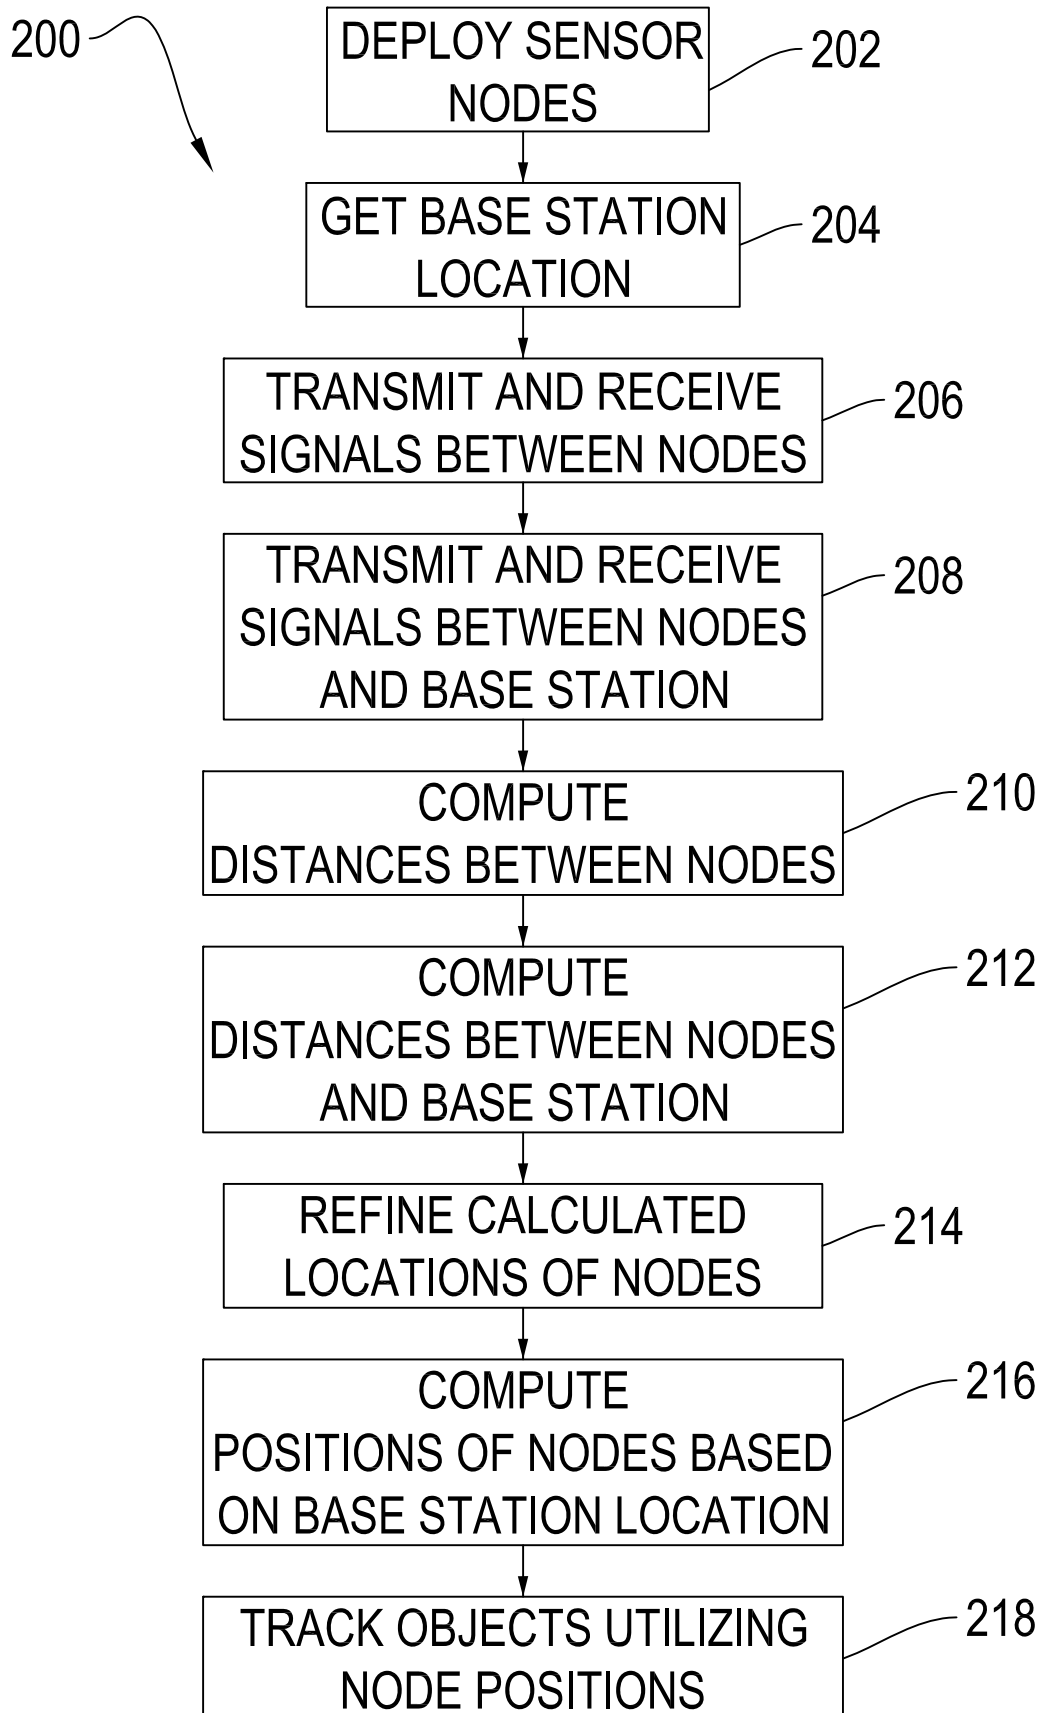 200
DEPLOY SENSOR
NODES
202
GET BASE STATION
LOCATION
204
TRANSMIT AND RECEIVE
SIGNALS BETWEEN NODES
206
TRANSMIT AND RECEIVE
SIGNALS BETWEEN NODES
AND BASE STATION
208
COMPUTE
DISTANCES BETWEEN NODES
210
COMPUTE
DISTANCES BETWEEN NODES
AND BASE STATION
212
REFINE CALCULATED
LOCATIONS OF NODES
214
COMPUTE
POSITIONS OF NODES BASED
ON BASE STATION LOCATION
216
TRACK OBJECTS UTILIZING
NODE POSITIONS
218